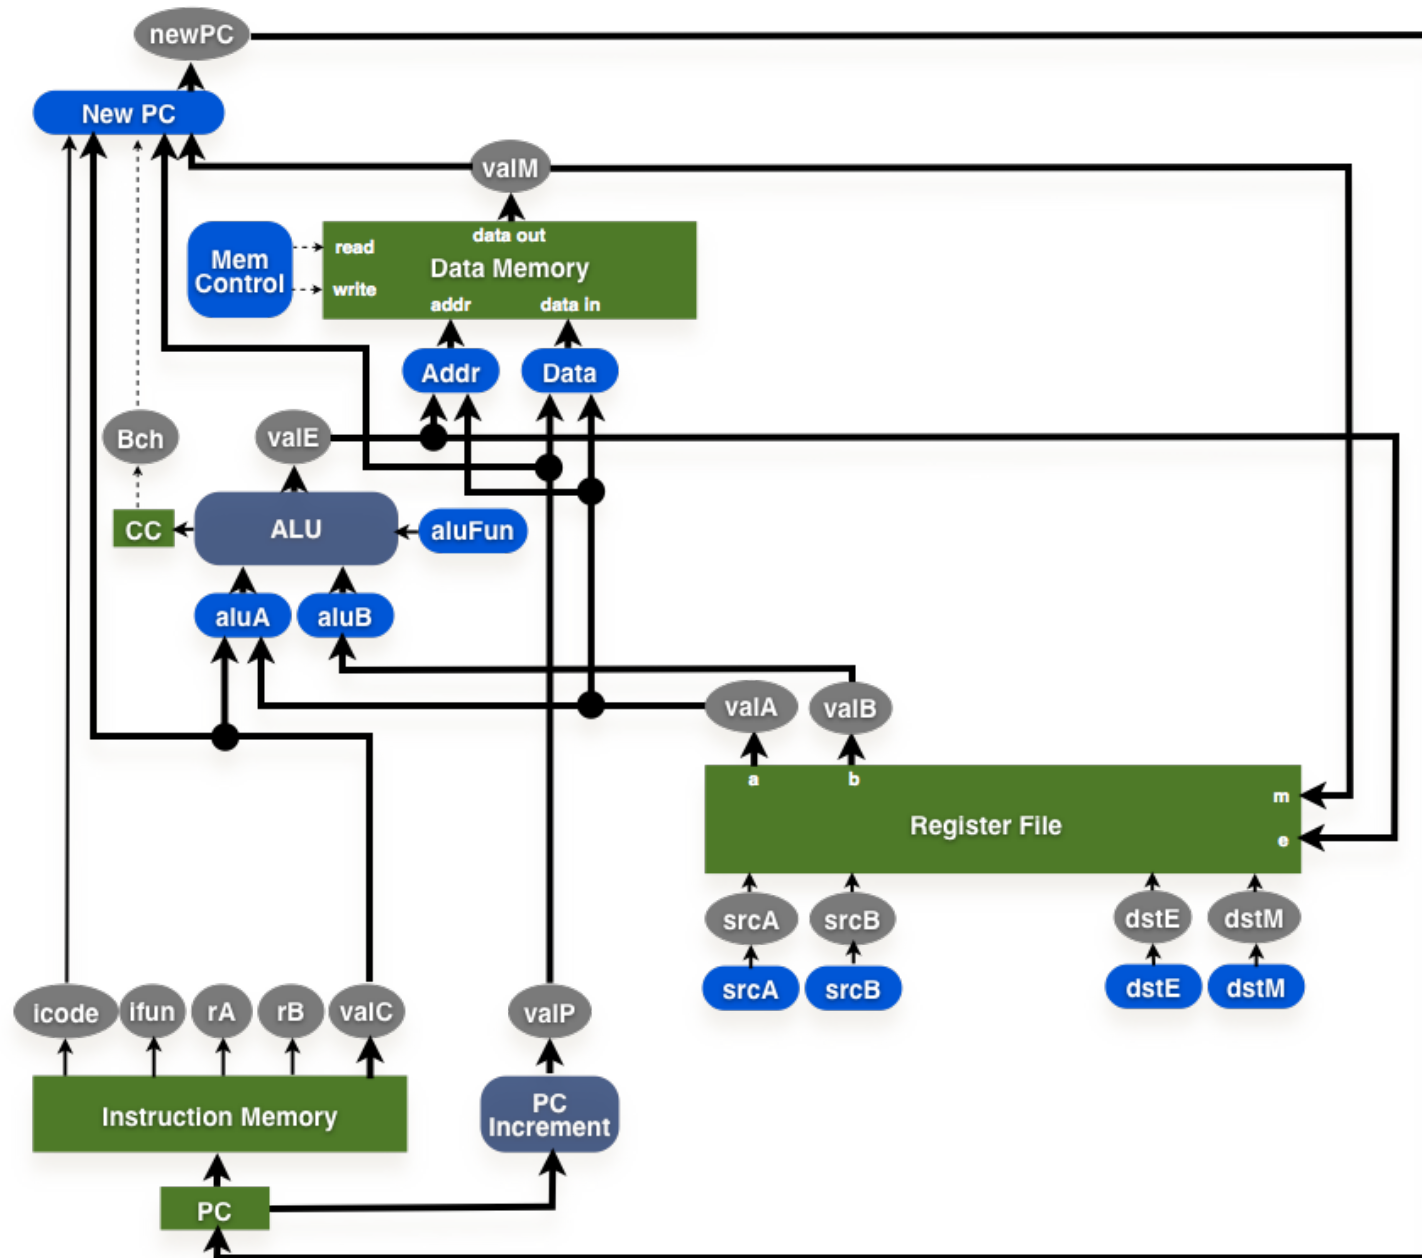 newPC
New PC
valM
data out
read
Mem
Control
Data Memory
write
addr
data in
Addr
Data
Bch
valE
CC
ALU
aluFun
aluA
aluB
valA
valB
a
b
m
Register File
e
srcA
srcB
dstE
dstM
srcA
srcB
dstE
dstM
icode
ifun
rA
rB
valC
valP
Instruction Memory
PC
Increment
PC